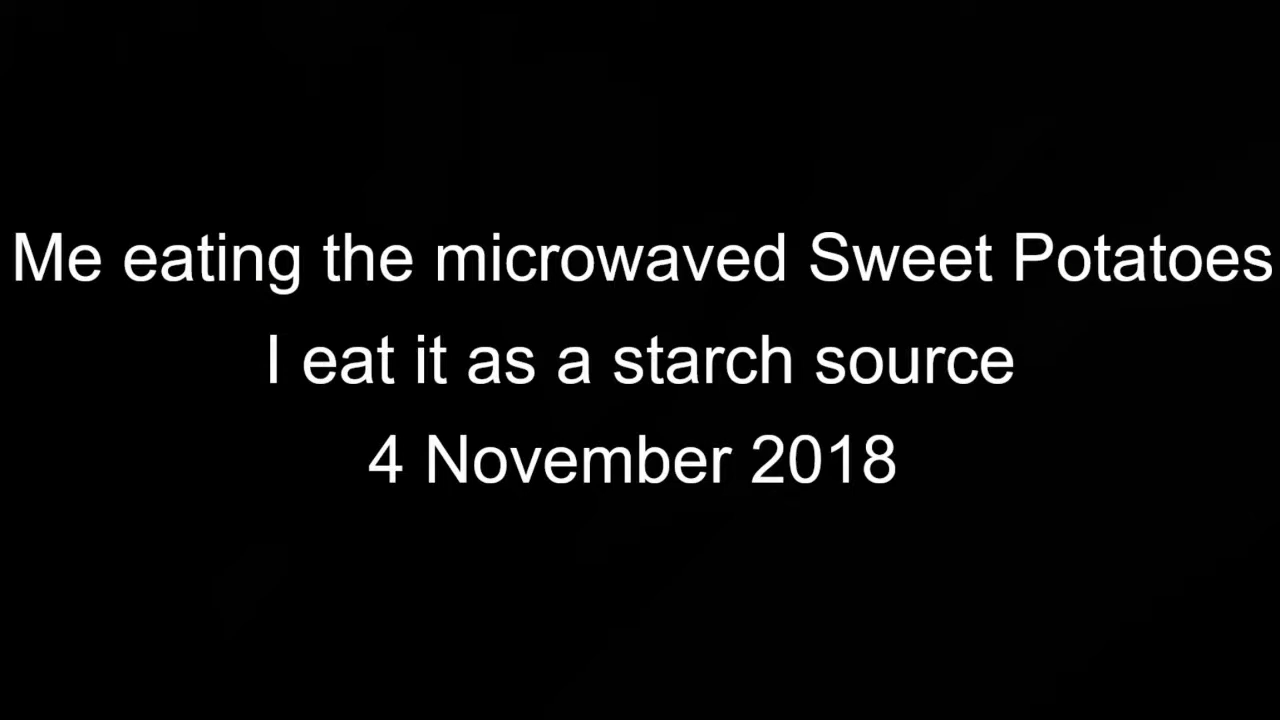 Me eating the microwaved Sweet Potatoes
I eat it as a starch source
4 November 2018